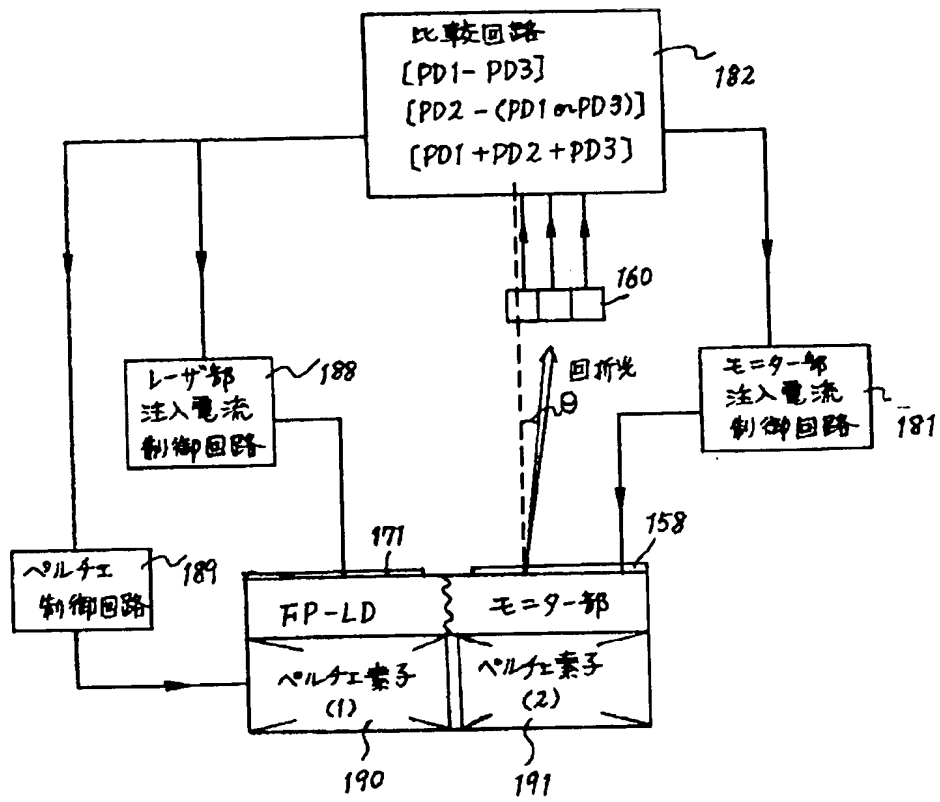 比較回路
[PD1-PD3]
[PD2-(PD1 or PD3)]
[PD1+PD2+PD3]
182
160
回折光
θ
レーザ部
注入電流
制御回路
188
モニター部
注入電流
制御回路
181
ペルチェ
制御回路
189
171
158
FP-LD
モニター部
ペルチェ素子
(1)
ペルチェ素子
(2)
190
191